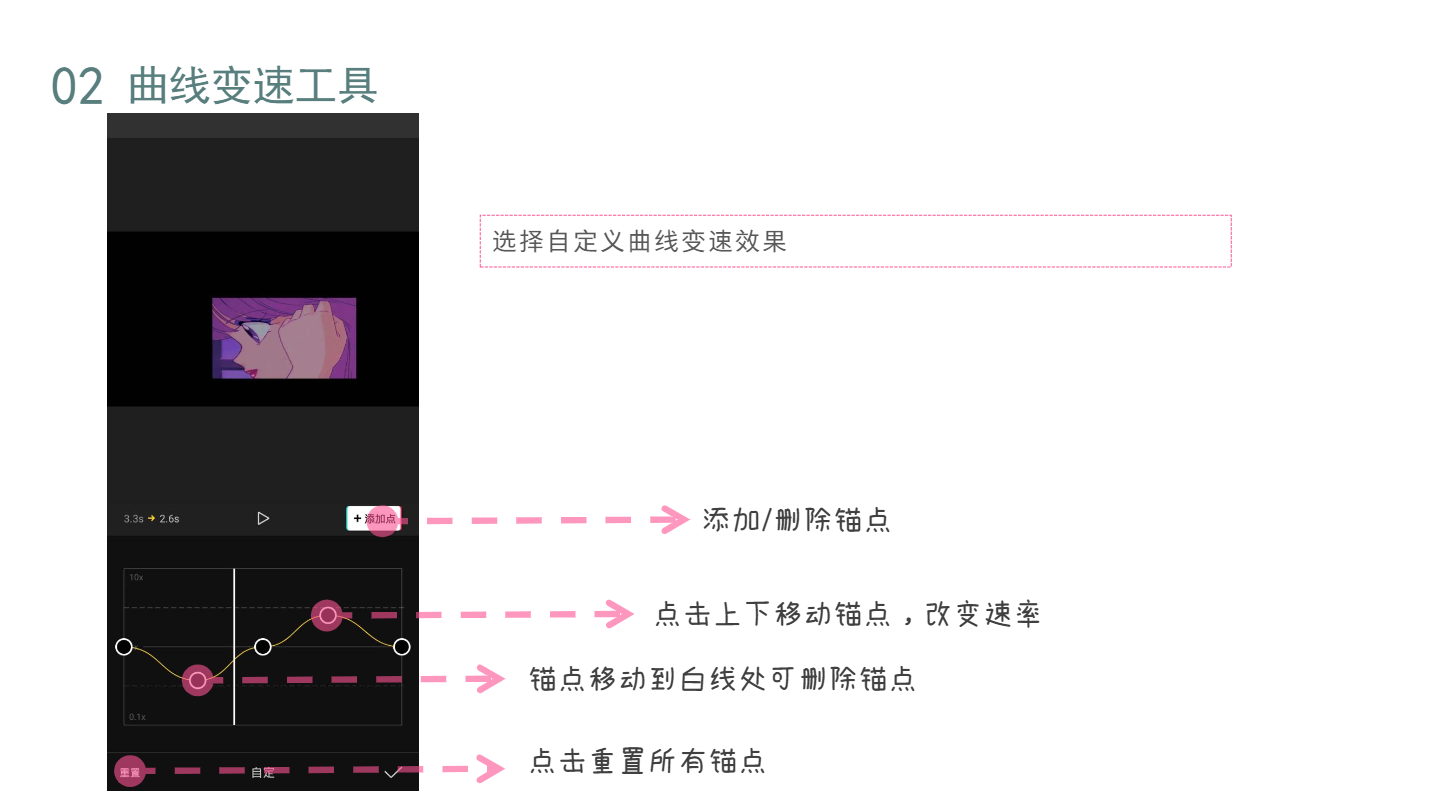 02 曲线变速工具
选择自定义曲线变速效果
3.3s → 2.6s
+ 添加点
添加/删除锚点
10x
点击上下移动锚点，改变速率
锚点移动到白线处可删除锚点
0.1x
点击重置所有锚点
重置 自定